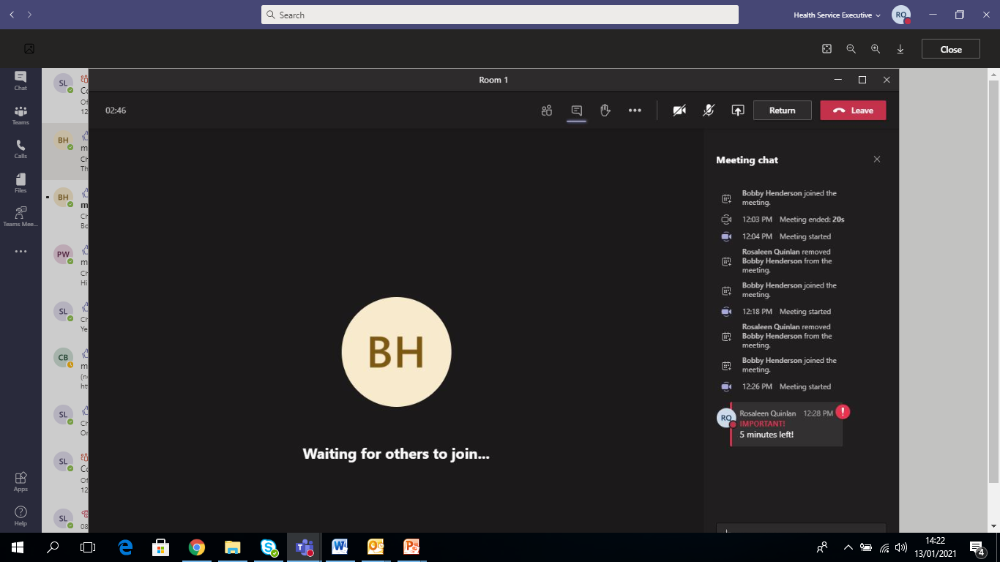 Search
Health Service Executive
RQ
Close
Chat
Teams
Calls
Files
Teams Mee...
Apps
Help
SL
Co
Of
12
BH
m
Ch
Th
BH
m
Ch
Bo
PW
m
Ch
Hi
SL
Ch
Ye
CB
m
(no
htt
SL
Ch
On
SL
Co
Of
12
SL
08
Room 1
02:46
Return
Leave
BH
Waiting for others to join...
Meeting chat
Bobby Henderson joined the
meeting.
12:03 PM Meeting ended: 20s
12:04 PM Meeting started
Rosaleen Quinlan removed
Bobby Henderson from the
meeting.
Bobby Henderson joined the
meeting.
12:18 PM Meeting started
Rosaleen Quinlan removed
Bobby Henderson from the
meeting.
Bobby Henderson joined the
meeting.
12:26 PM Meeting started
RQ
Rosaleen Quinlan 12:28 PM
IMPORTANT!
5 minutes left!
14:22
13/01/2021
4